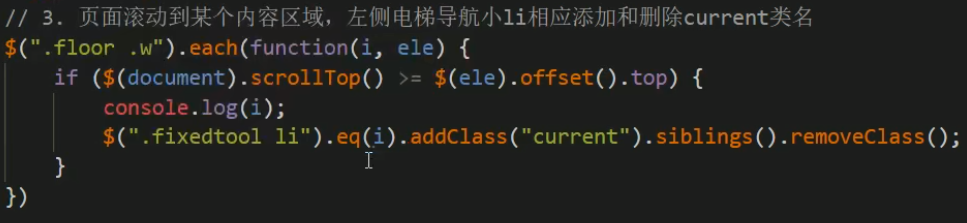 // 3. 页面滚动到某个内容区域，左侧电梯导航小li相应添加和删除current类名
$(".floor .w").each(function(i, ele) {
if ($(document).scrollTop() >= $(ele).offset().top) {
console.log(i);
$(".fixedtool li").eq(i).addClass("current").siblings().removeClass();
}
})